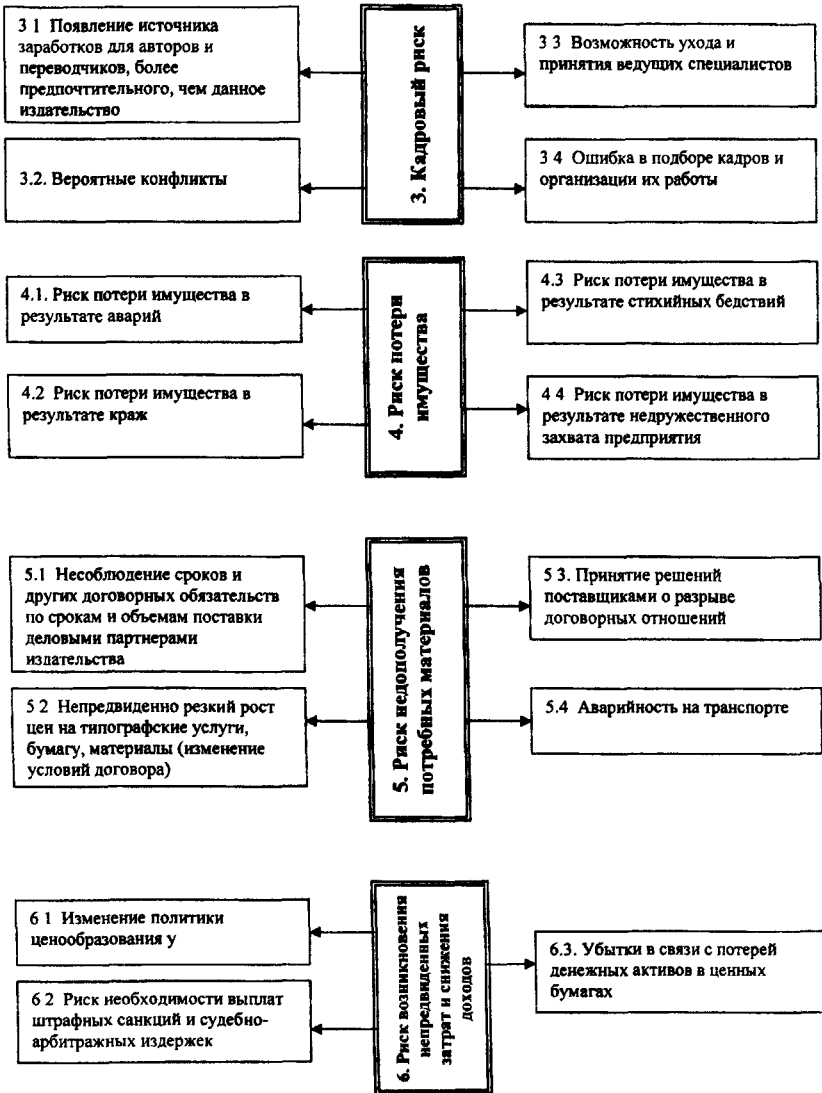 3 1 Появление источника
заработков для авторов и
переводчиков, более
предпочтительного, чем данное
издательство
3.2. Вероятные конфликты
3. Кадровый риск
3 3 Возможность ухода и
принятия ведущих специалистов
3 4 Ошибка в подборе кадров и
организации их работы
4.1. Риск потери имущества в
результате аварий
4.2 Риск потери имущества в
результате краж
4. Риск потери
имущества
4.3 Риск потери имущества в
результате стихийных бедствий
4 4 Риск потери имущества в
результате недружественного
захвата предприятия
5.1 Несоблюдение сроков и
других договорных обязательств
по срокам и объемам поставки
деловыми партнерами
издательства
5 2 Непредвиденно резкий рост
цен на типографские услуги,
бумагу, материалы (изменение
условий договора)
5. Риск недополучения
потребных материалов
5 3. Принятие решений
поставщиками о разрыве
договорных отношений
5.4 Аварийность на транспорте
6 1 Изменение политики
ценообразования у
6 2 Риск необходимости выплат
штрафных санкций и судебно-
арбитражных издержек
6. Риск возникновения
непредвиденных
затрат и снижения
доходов
6.3. Убытки в связи с потерей
денежных активов в ценных
бумагах